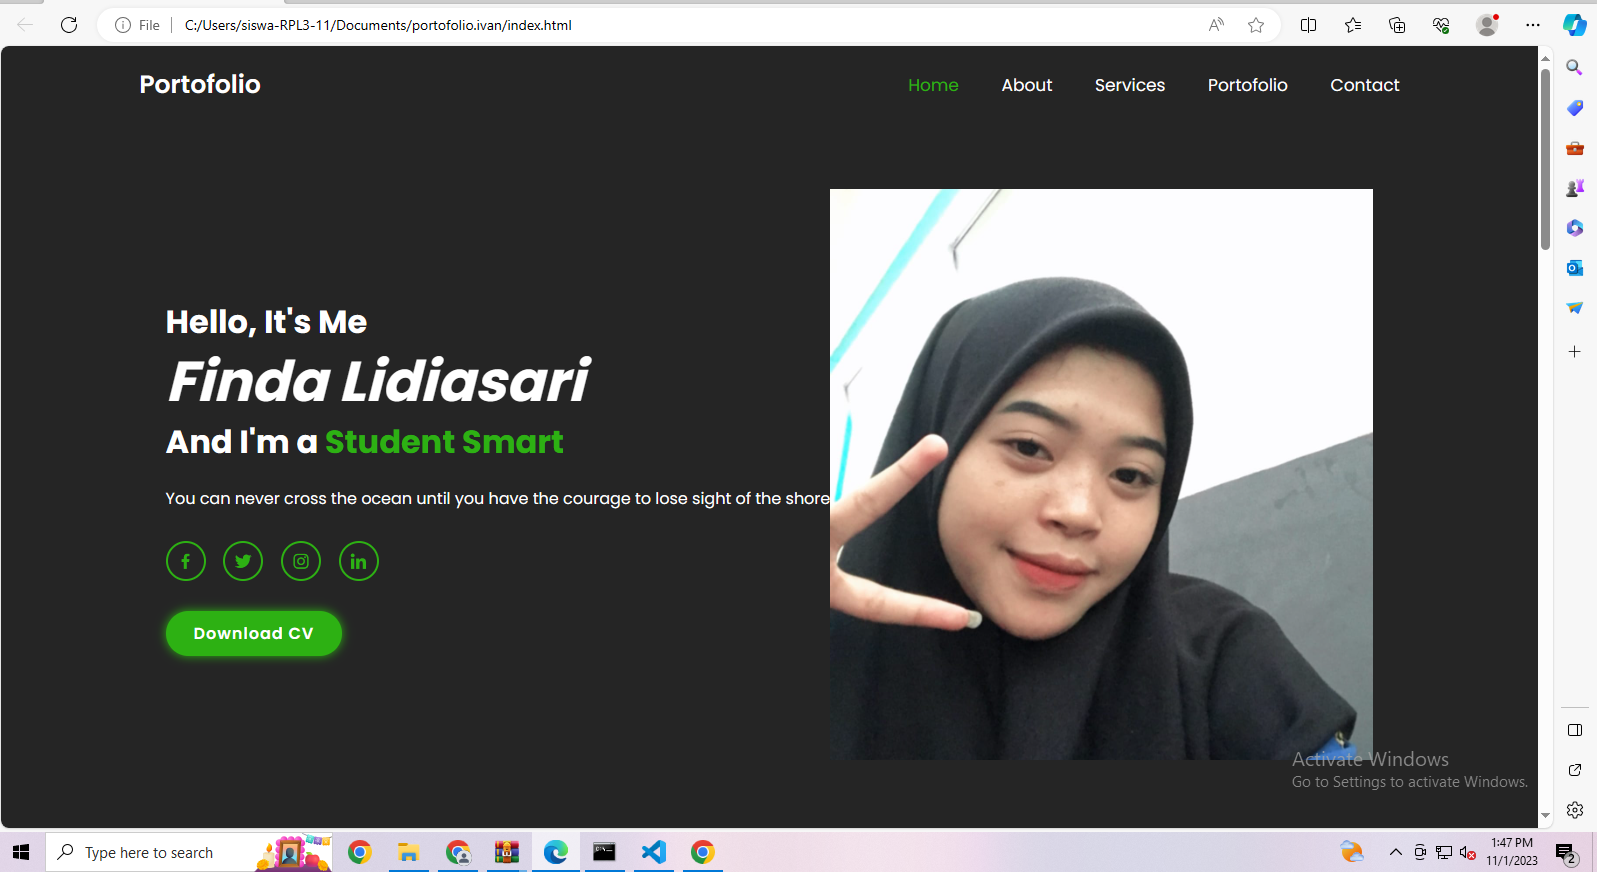 File
C:/Users/siswa-RPL3-11/Documents/portofolio.ivan/index.html
Portofolio
Home About Services Portofolio Contact
Hello, It's Me
Finda Lidiasari
And I'm a Student Smart
You can never cross the ocean until you have the courage to lose sight of the shore
Download CV
Activate Windows
Go to Settings to activate Windows.
Type here to search
1:47 PM
11/1/2023
2